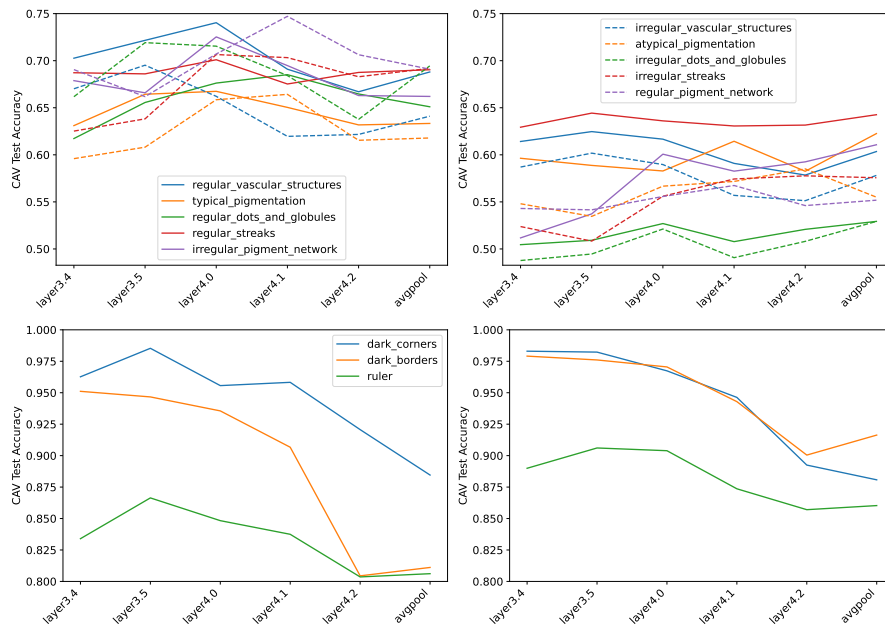 0.75
0.70
0.65
0.60
0.55
0.50
CAV Test Accuracy
regular_vascular_structures
typical_pigmentation
regular_dots_and_globules
regular_streaks
irregular_pigment_network
layer3.4
layer3.5
layer4.0
layer4.1
layer4.2
avgpool
0.75
0.70
0.65
0.60
0.55
0.50
CAV Test Accuracy
irregular_vascular_structures
atypical_pigmentation
irregular_dots_and_globules
irregular_streaks
regular_pigment_network
layer3.4
layer3.5
layer4.0
layer4.1
layer4.2
avgpool
1.000
0.975
0.950
0.925
0.900
0.875
0.850
0.825
0.800
CAV Test Accuracy
dark_corners
dark_borders
ruler
layer3.4
layer3.5
layer4.0
layer4.1
layer4.2
avgpool
1.000
0.975
0.950
0.925
0.900
0.875
0.850
0.825
0.800
CAV Test Accuracy
layer3.4
layer3.5
layer4.0
layer4.1
layer4.2
avgpool